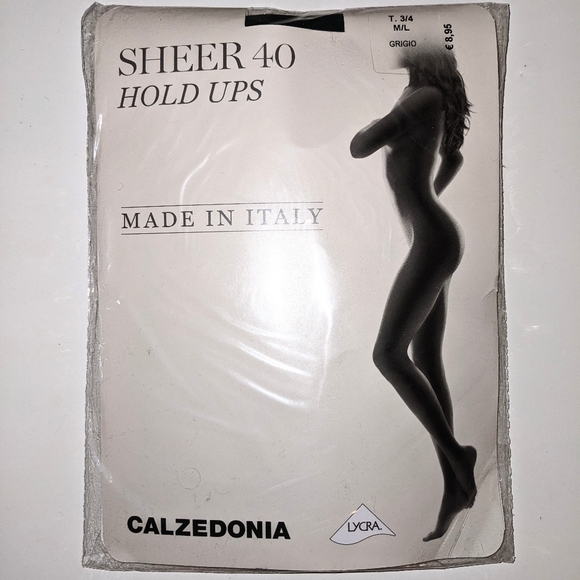 T. 3/4
M/L
GRIGIO
€ 8,95
SHEER 40
HOLD UPS
MADE IN ITALY
CALZEDONIA
LYCRA.